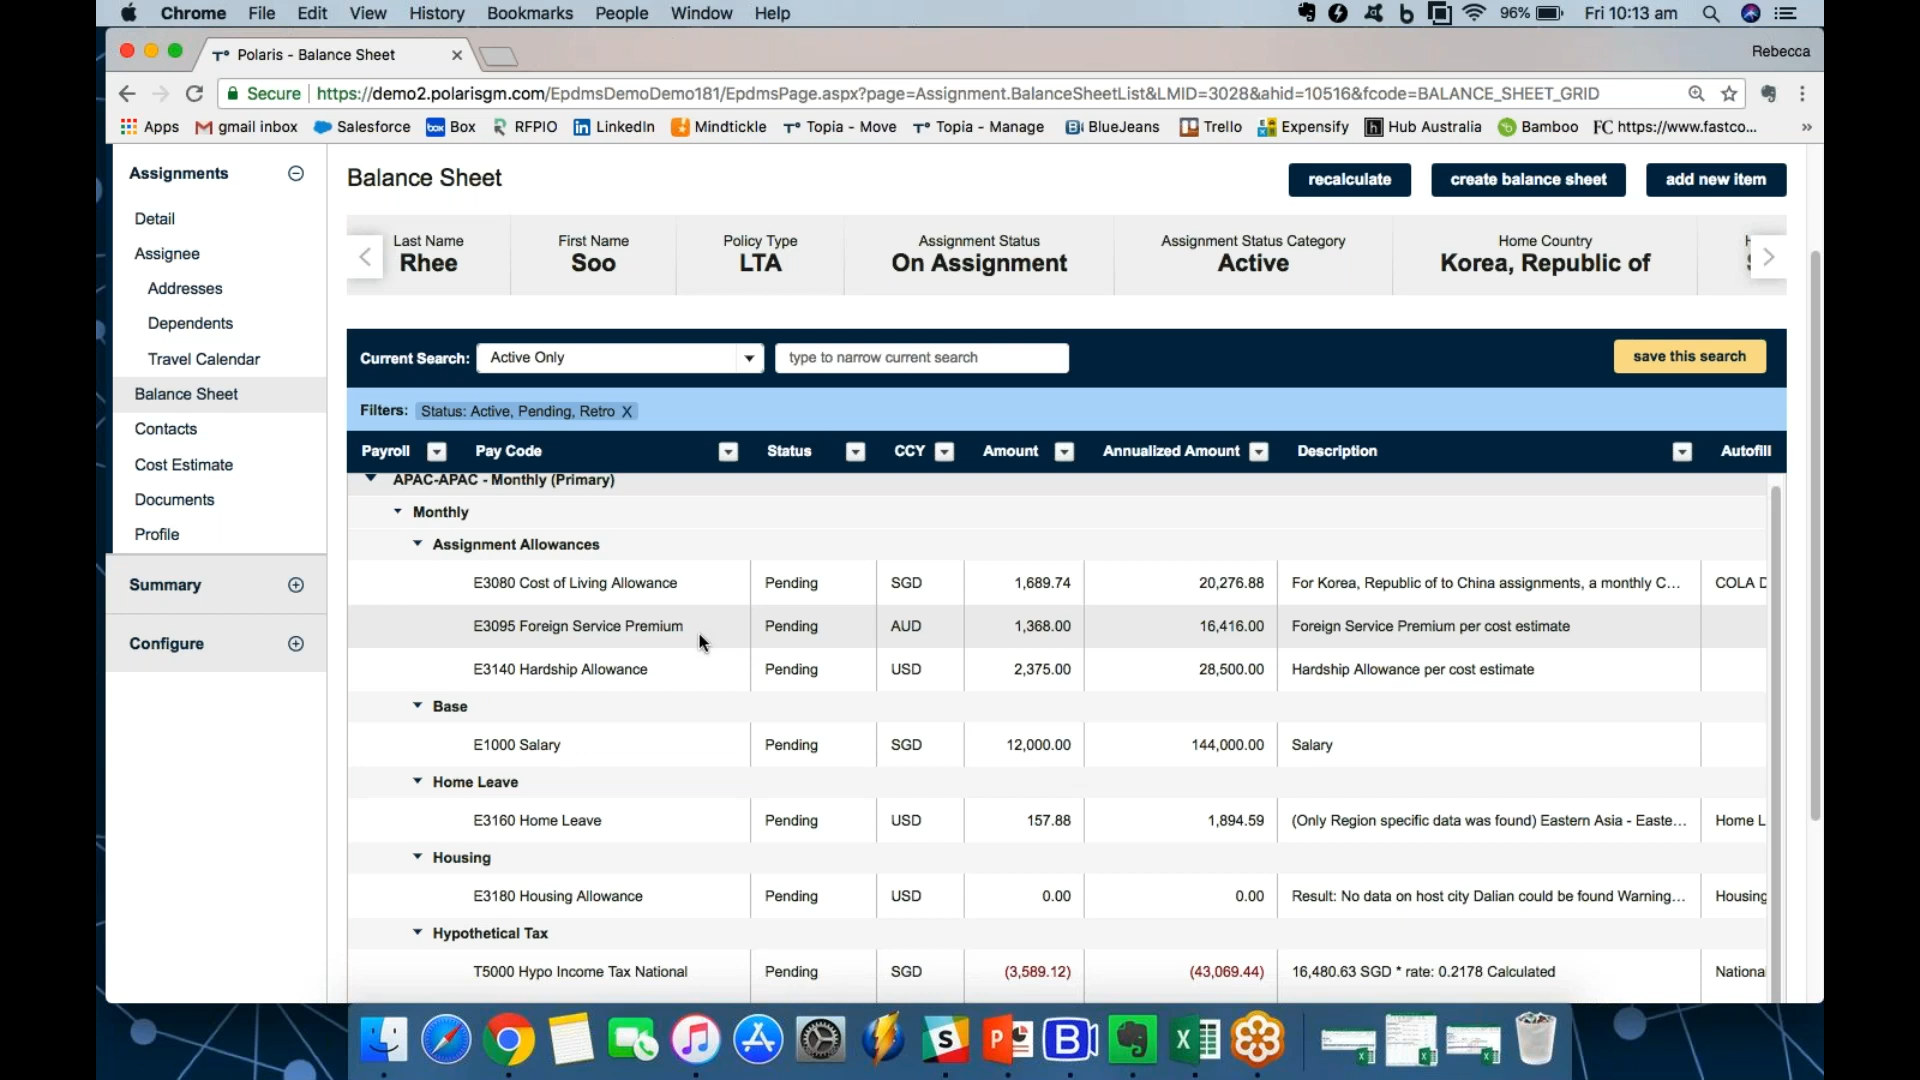 Chrome File Edit View History Bookmarks People Window Help 96% Fri 10:13 am
Polaris - Balance Sheet Rebecca
Secure https://demo2.polarisgm.com/EpdmsDemoDemo181/EpdmsPage.aspx?page=Assignment.BalanceSheetList&LMID=3028&ahid=10516&fcode=BALANCE_SHEET_GRID
Apps gmail inbox Salesforce Box RFPIO LinkedIn Mindtickle Topia - Move Topia - Manage BlueJeans Trello Expensify Hub Australia Bamboo FC https://www.fastco...
Assignments
Detail
Assignee
Addresses
Dependents
Travel Calendar
Balance Sheet
Contacts
Cost Estimate
Documents
Profile
Summary
Configure
Balance Sheet recalculate create balance sheet add new item
Last Name First Name Policy Type Assignment Status Assignment Status Category Home Country
Rhee Soo LTA On Assignment Active Korea, Republic of
Current Search: Active Only type to narrow current search save this search
Filters: Status: Active, Pending, Retro X
Payroll Pay Code Status CCY Amount Annualized Amount Description Autofill
APAC-APAC - Monthly (Primary)
Monthly
Assignment Allowances
E3080 Cost of Living Allowance Pending SGD 1,689.74 20,276.88 For Korea, Republic of to China assignments, a monthly C... COLA D
E3095 Foreign Service Premium Pending AUD 1,368.00 16,416.00 Foreign Service Premium per cost estimate
E3140 Hardship Allowance Pending USD 2,375.00 28,500.00 Hardship Allowance per cost estimate
Base
E1000 Salary Pending SGD 12,000.00 144,000.00 Salary
Home Leave
E3160 Home Leave Pending USD 157.88 1,894.59 (Only Region specific data was found) Eastern Asia - Easte... Home L
Housing
E3180 Housing Allowance Pending USD 0.00 0.00 Result: No data on host city Dalian could be found Warning... Housing
Hypothetical Tax
T5000 Hypo Income Tax National Pending SGD (3,589.12) (43,069.44) 16,480.63 SGD * rate: 0.2178 Calculated Nationa